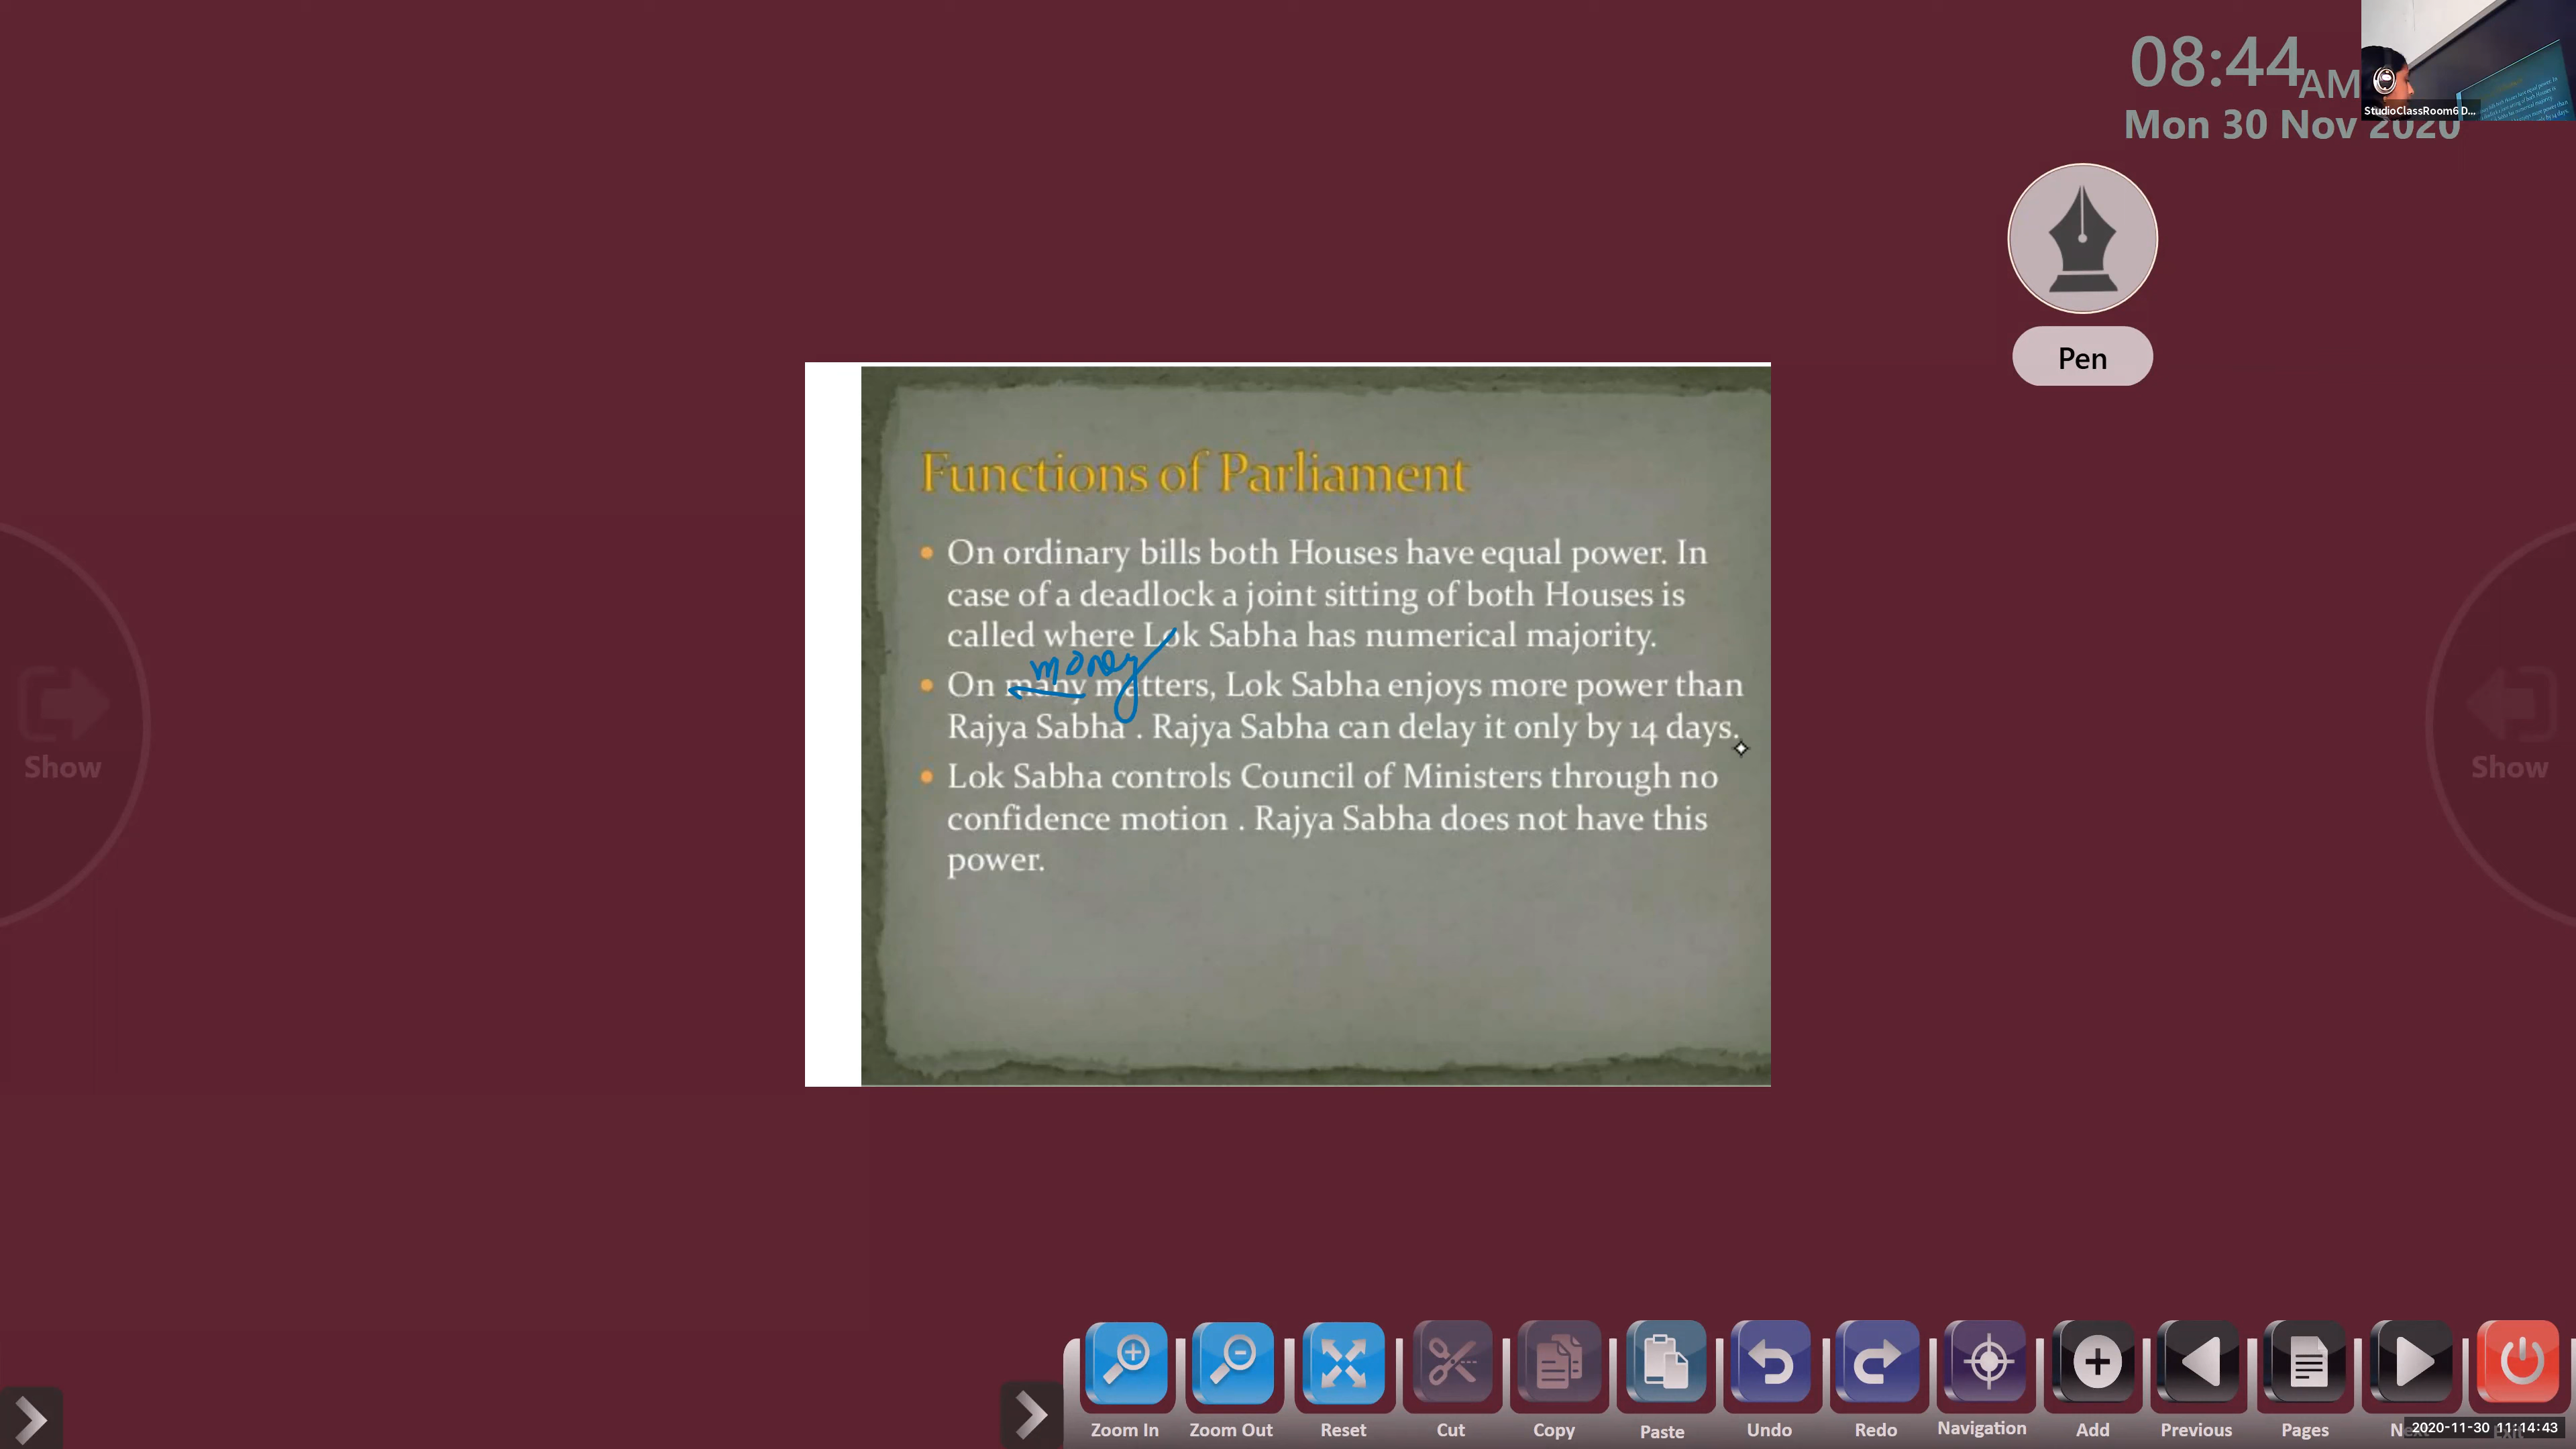 08:44 AM
Mon 30 Nov 2020
StudioClassRoom6 D...
Pen
Functions of Parliament
• On ordinary bills both Houses have equal power. In
case of a deadlock a joint sitting of both Houses is
called where Lok Sabha has numerical majority.
money
• On many matters, Lok Sabha enjoys more power than
Rajya Sabha . Rajya Sabha can delay it only by 14 days.
• Lok Sabha controls Council of Ministers through no
confidence motion . Rajya Sabha does not have this
power.
Show
Show
Zoom In Zoom Out Reset Cut Copy Paste Undo Redo Navigation Add Previous Pages
2020-11-30 11:14:43